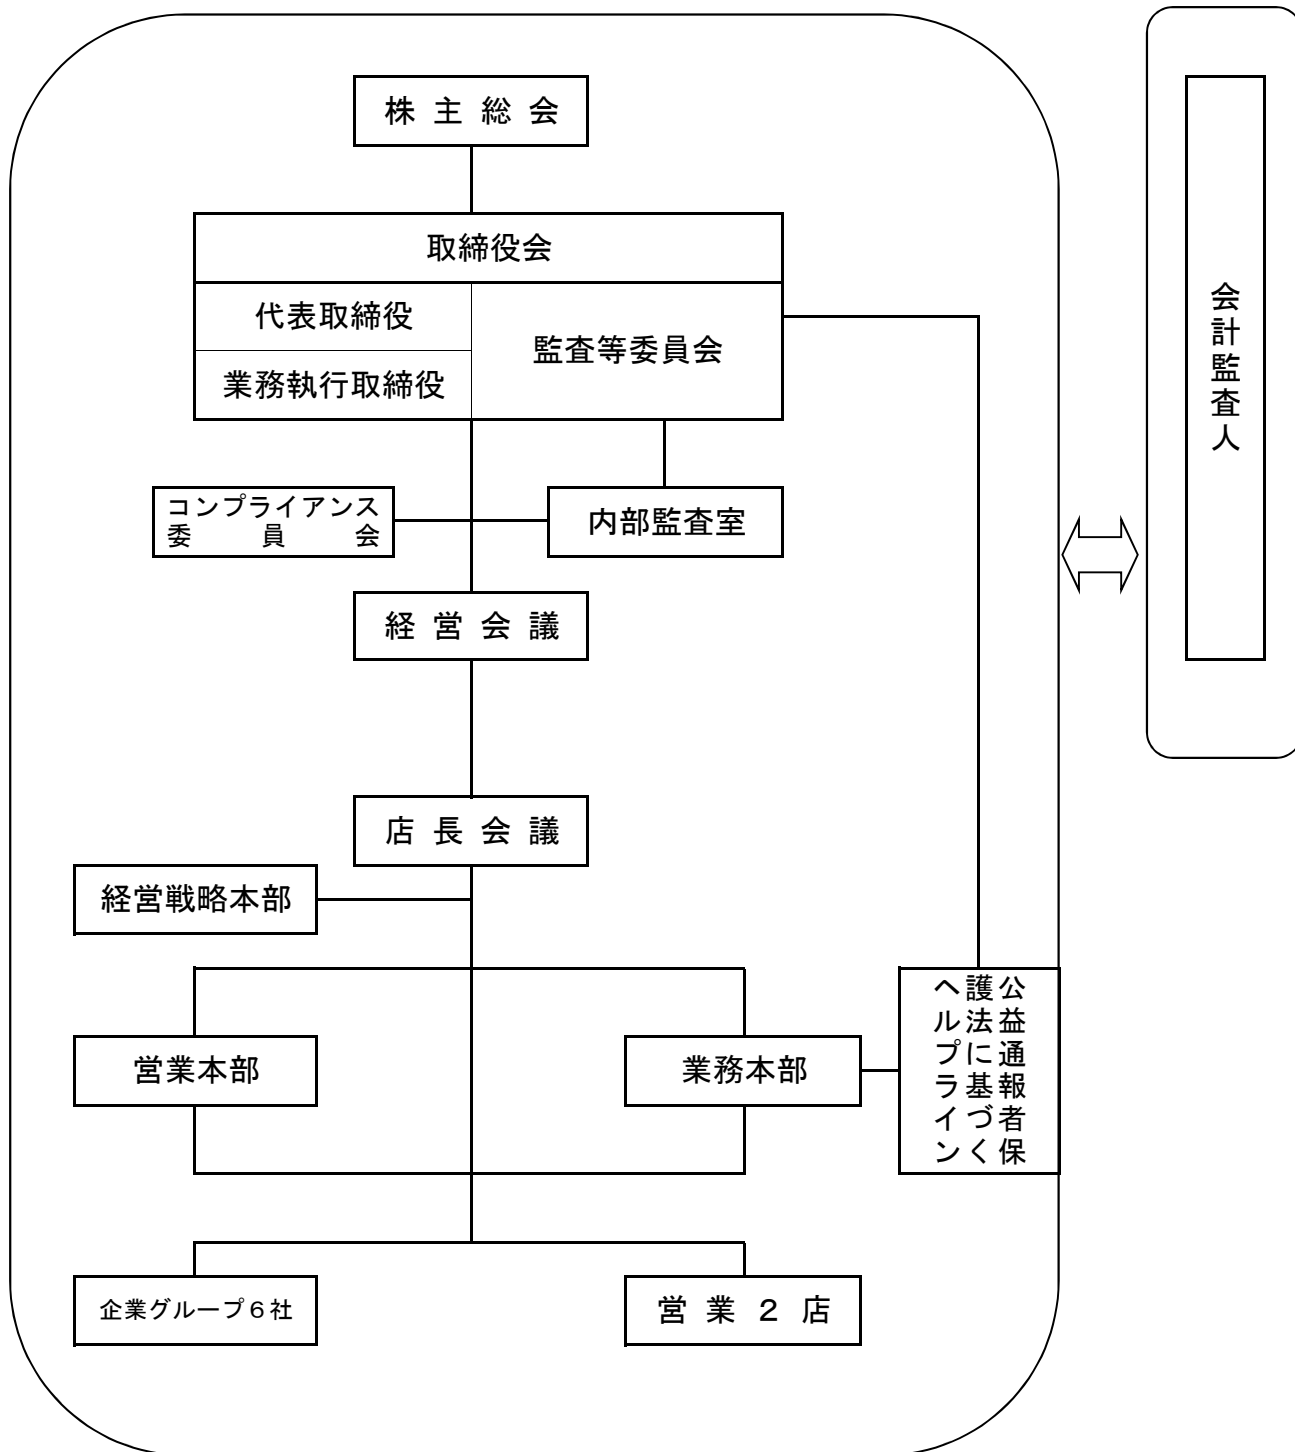 株主総会
取締役会
代表取締役
業務執行取締役
監査等委員会
コンプライアンス
委員会
内部監査室
経営会議
店長会議
経営戦略本部
営業本部
業務本部
公益通報者保
護法に基づく
ヘルプライン
企業グループ６社
営業２店
会計監査人